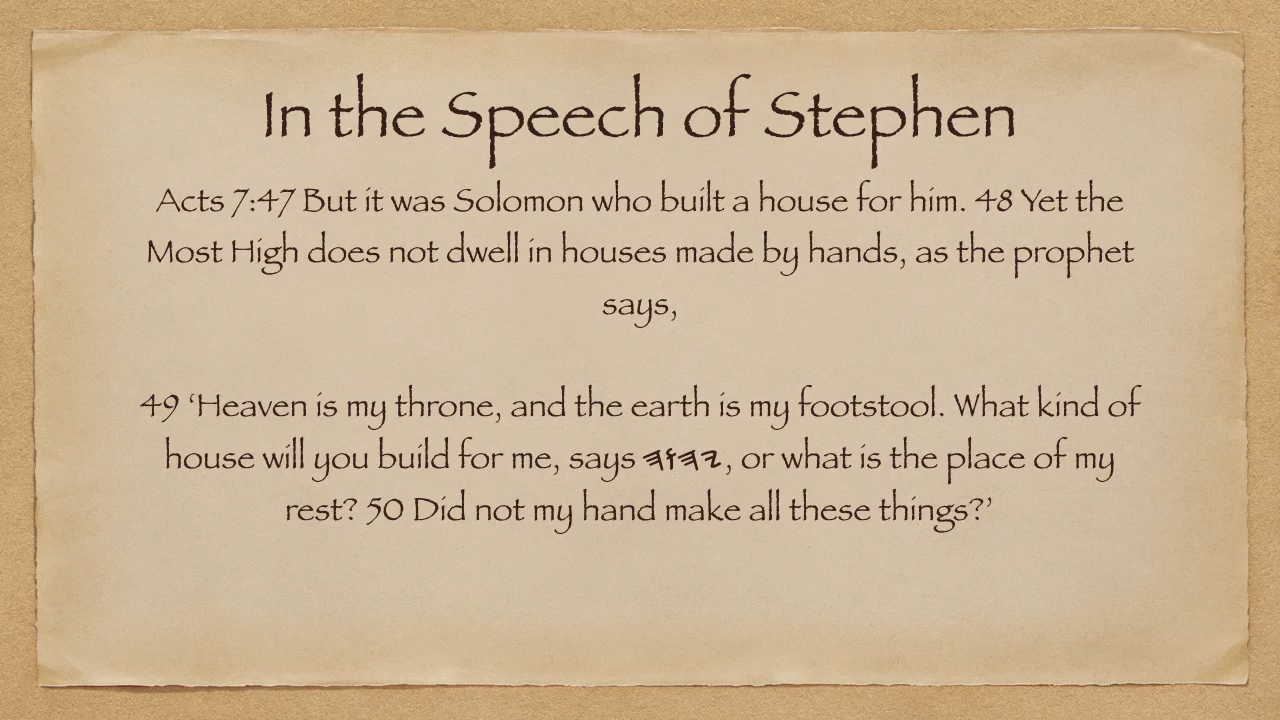 In the Speech of Stephen
Acts 7:47 But it was Solomon who built a house for him. 48 Yet the
Most High does not dwell in houses made by hands, as the prophet
says,
49 ‘Heaven is my throne, and the earth is my footstool. What kind of
house will you build for me, says 𐤉𐤄𐤅𐤄, or what is the place of my
rest? 50 Did not my hand make all these things?’